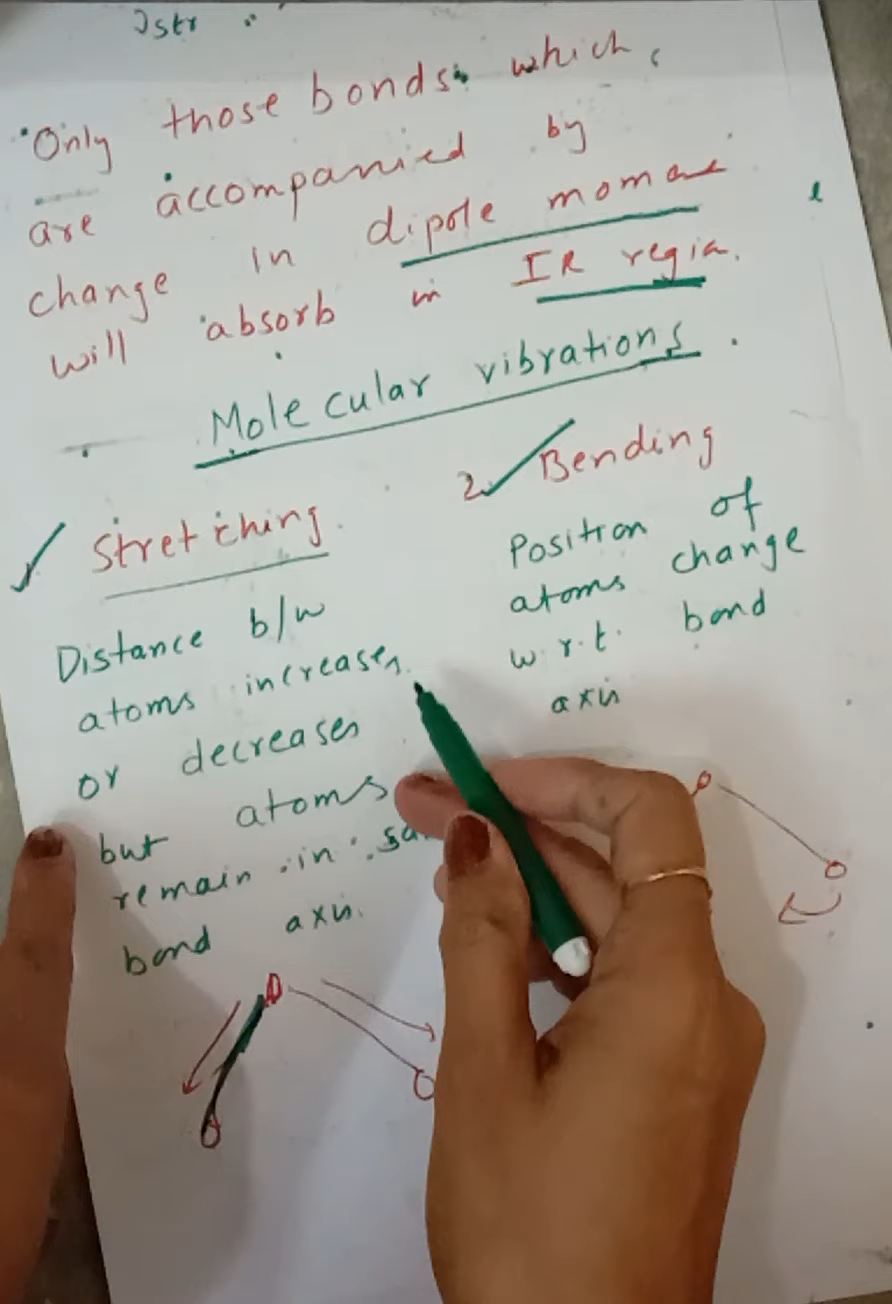 Only those bonds which
are accompanied by
change in dipole moment
will absorb in IR region.
Molecular vibrations.
Stretching
Distance b/w
atoms increases
or decreases
but atoms
remain in
bond axis.
2. Bending
Position of
atoms change
w.r.t. bond
axis